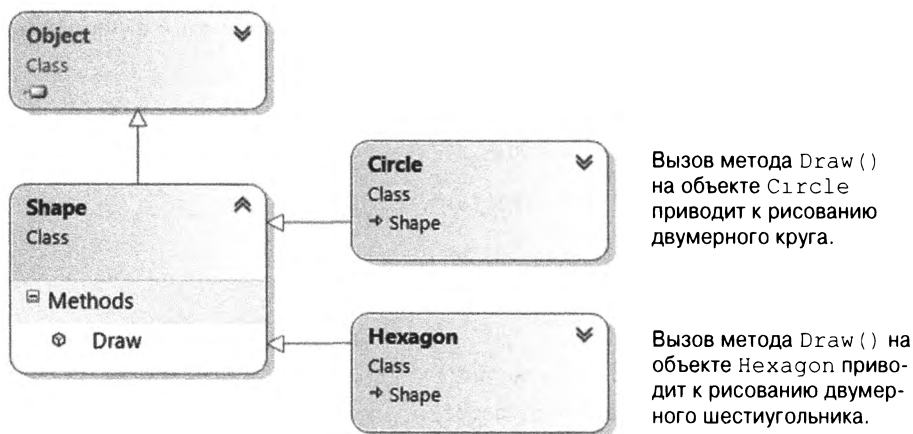 Object
Class
Shape
Class
Methods
Draw
Circle
Class
Shape
Вызов метода Draw()
на объекте Circle
приводит к рисованию
двумерного круга.
Hexagon
Class
Shape
Вызов метода Draw() на
объекте Hexagon приво-
дит к рисованию двумер-
ного шестиугольника.